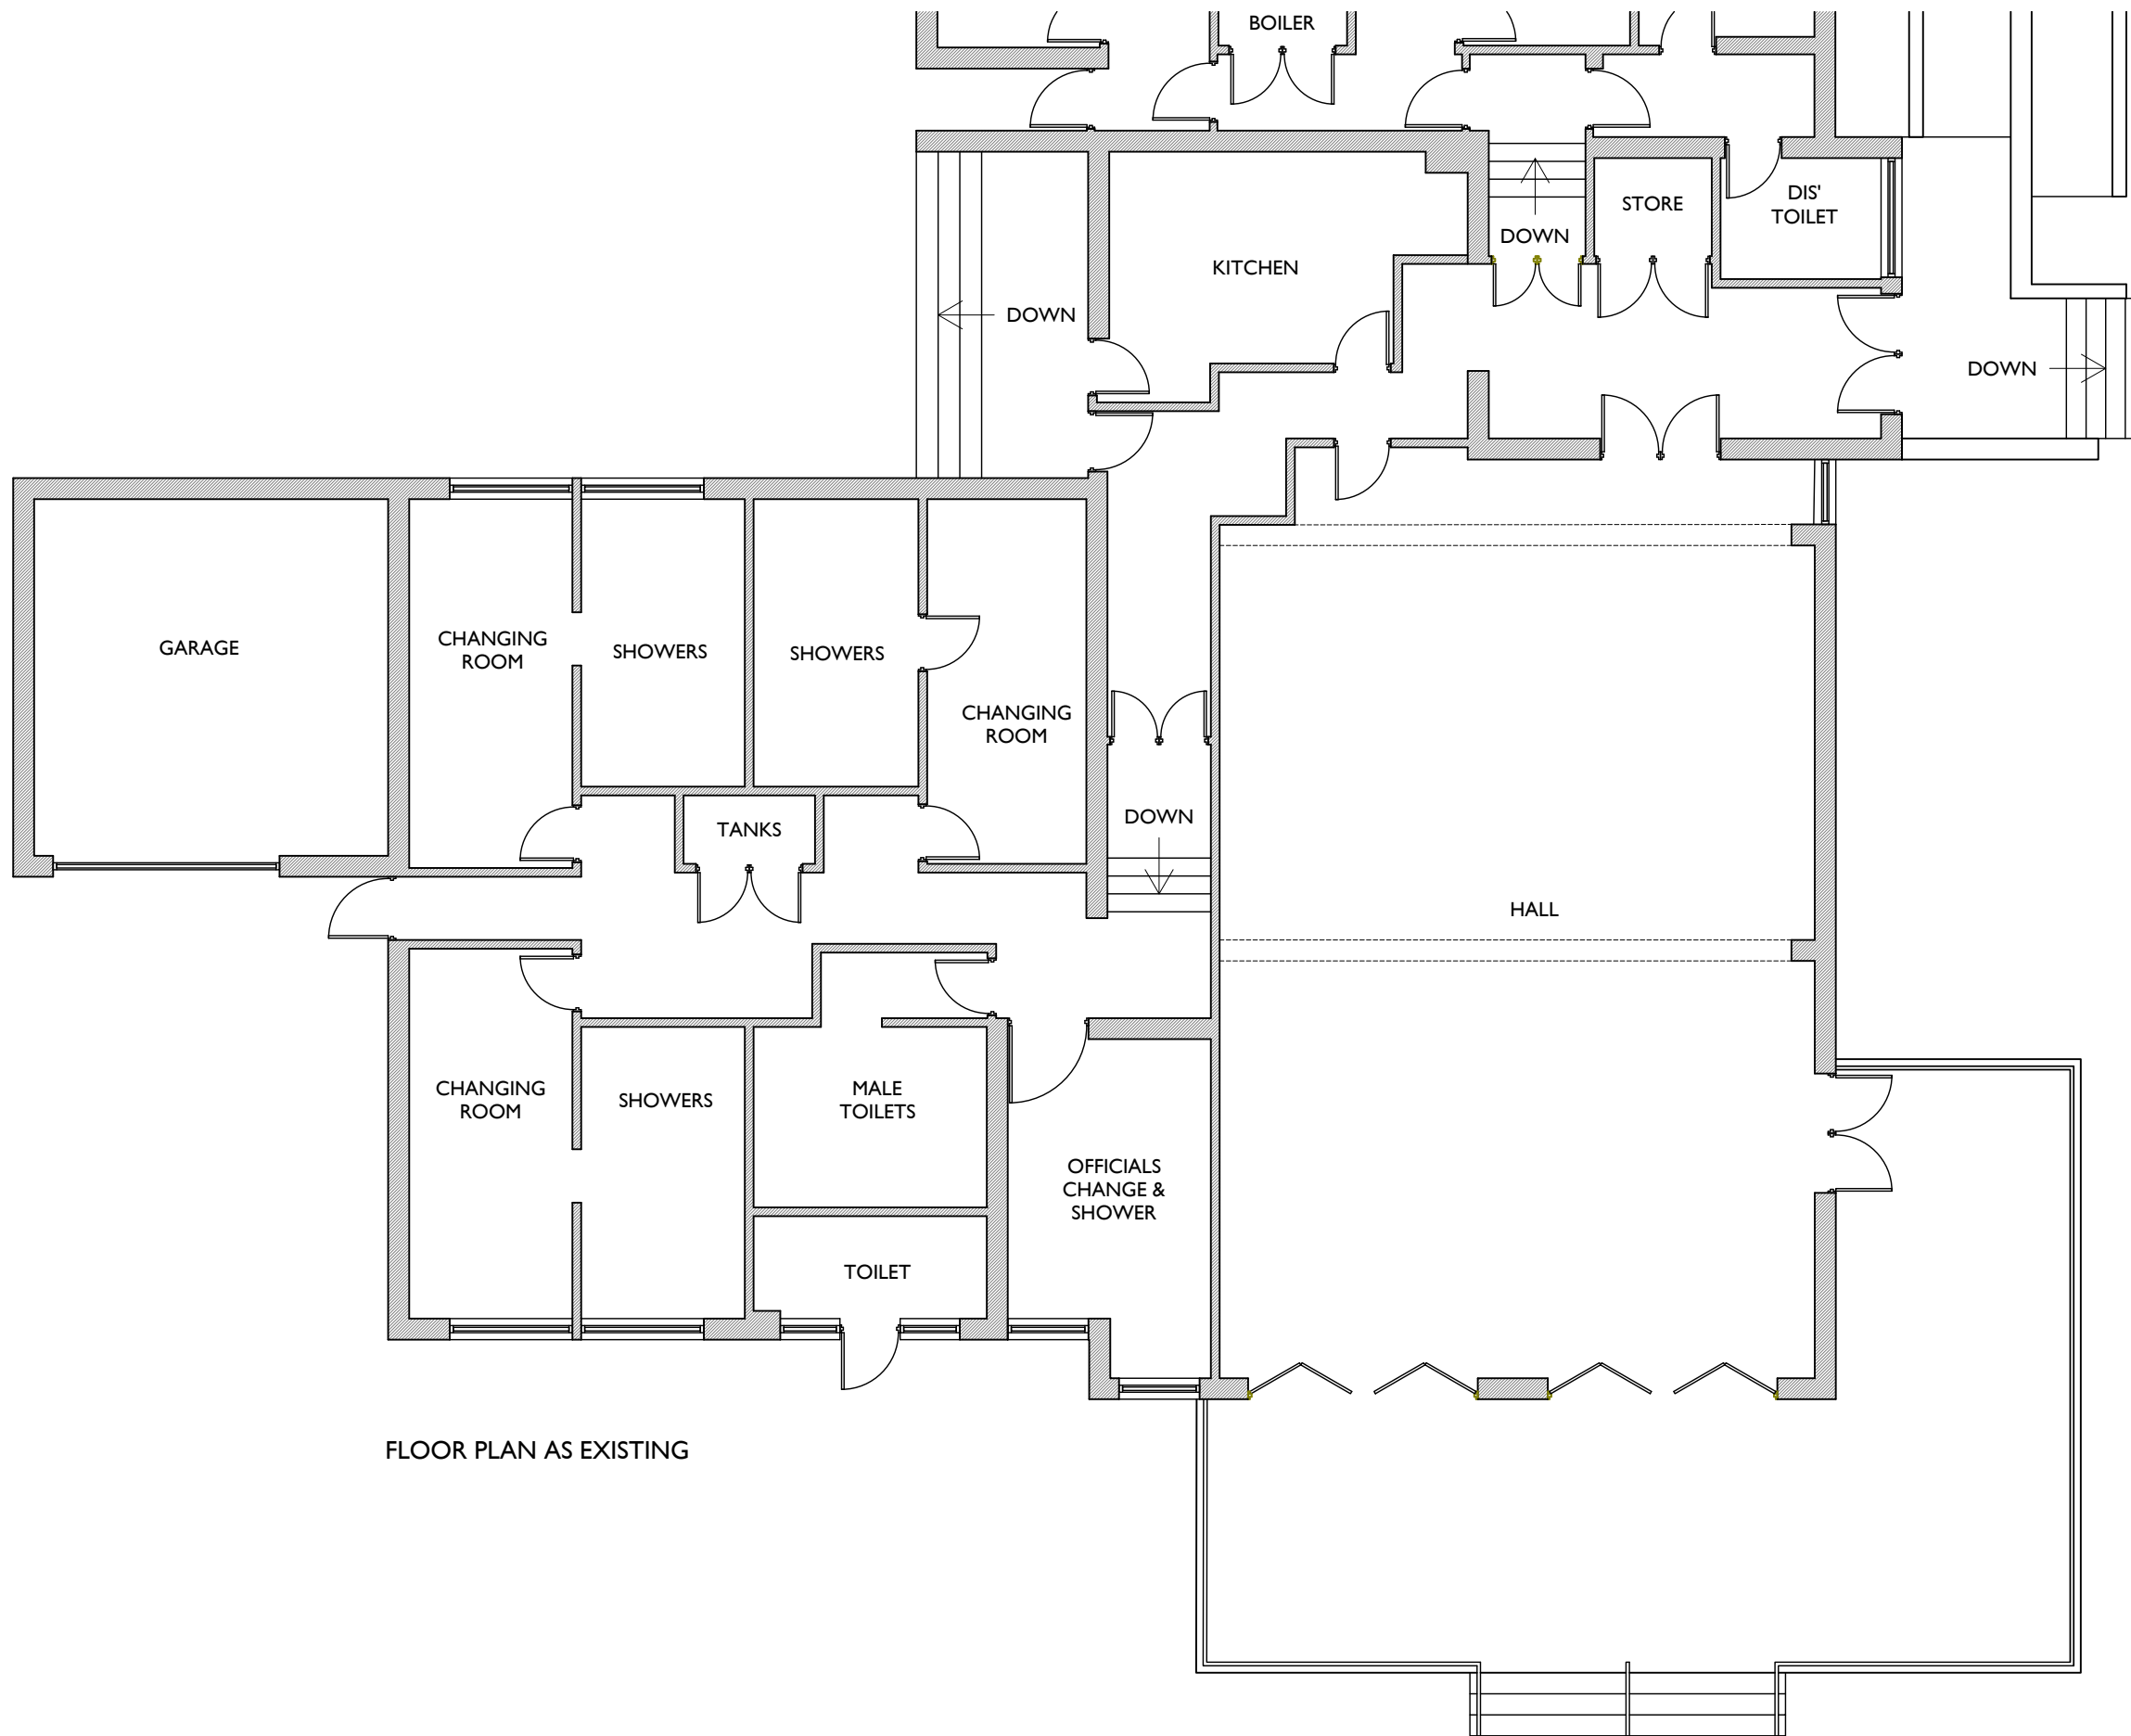 BOILER
DIS'
TOILET
STORE
DOWN
KITCHEN
DOWN
DOWN
GARAGE
CHANGING
ROOM
SHOWERS
SHOWERS
CHANGING
ROOM
DOWN
TANKS
HALL
CHANGING
ROOM
SHOWERS
MALE
TOILETS
OFFICIALS
CHANGE &
SHOWER
TOILET
FLOOR PLAN AS EXISTING